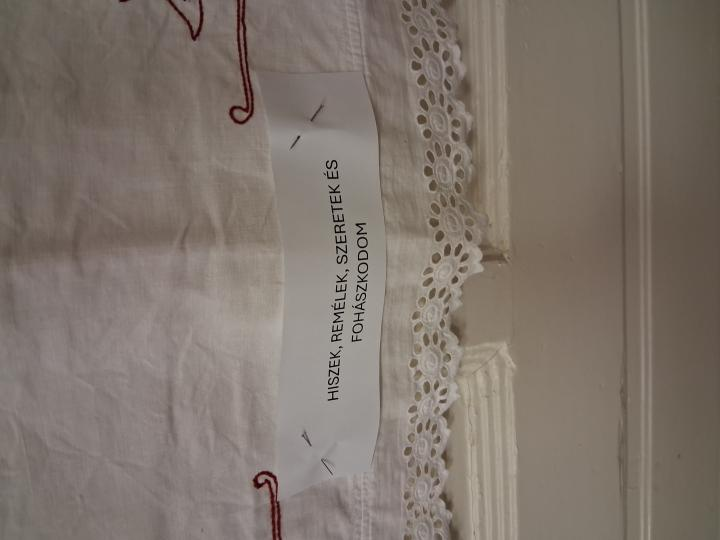 HISZEK, REMÉLEK, SZERETEK ÉS
FOHÁSZKODOM